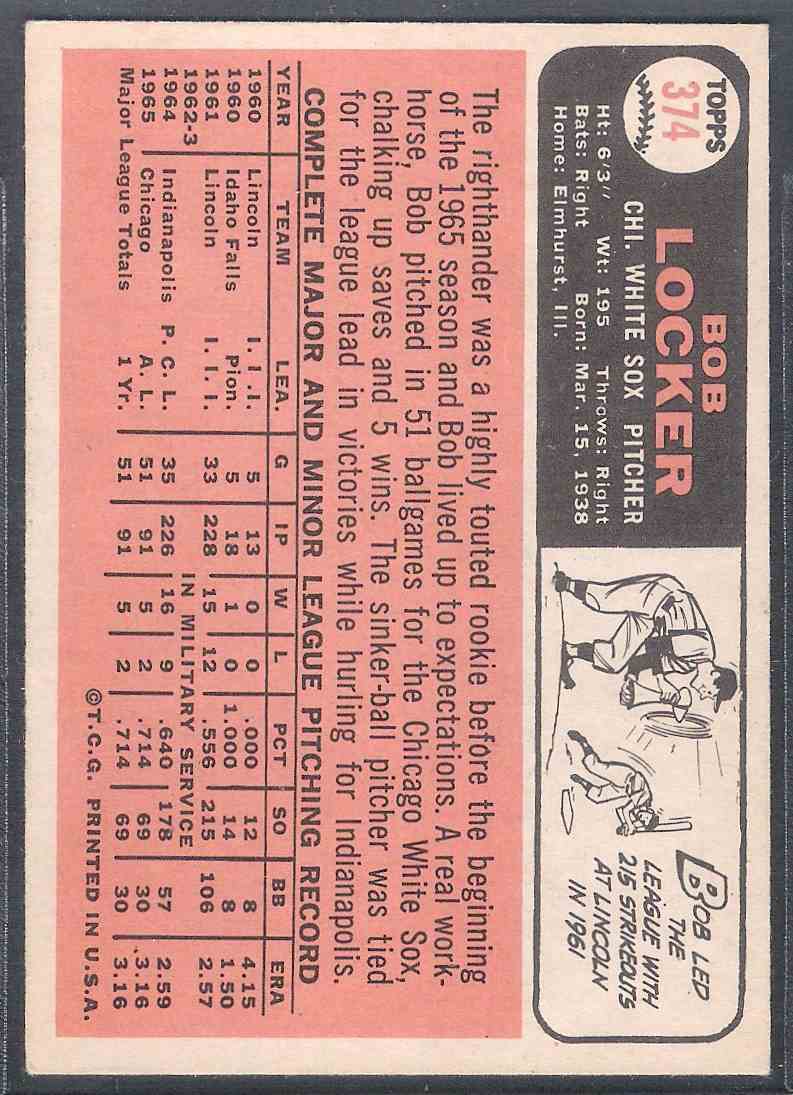 TOPPS
374
BOB
LOCKER
CHI. WHITE SOX PITCHER
Ht: 6'3" Wt: 195 Throws: Right
Bats: Right Born: Mar. 15, 1938
Home: Elmhurst, Ill.
BOB LED
THE
LEAGUE WITH
215 STRIKEOUTS
AT LINCOLN
IN 1961
The righthander was a highly touted rookie before the beginning
of the 1965 season and Bob lived up to expectations. A real work-
horse, Bob pitched in 51 ballgames for the Chicago White Sox,
chalking up saves and 5 wins. The sinker-ball pitcher was tied
for the league lead in victories while hurling for Indianapolis.
COMPLETE MAJOR AND MINOR LEAGUE PITCHING RECORD
YEAR TEAM LEA. G IP W L PCT SO BB ERA
1960 Lincoln I. I. I. 5 13 0 0 .000 12 8 4.15
1960 Idaho Falls Pion. 5 18 1 0 1.000 14 8 1.50
1961 Lincoln I. I. I. 33 228 15 12 .556 215 106 2.57
1962-3 IN MILITARY SERVICE
1964 Indianapolis P. C. L. 35 226 16 9 .640 178 57 2.59
1965 Chicago A. L. 51 91 5 2 .714 69 30 3.16
Major League Totals 1 Yr. 51 91 5 2 .714 69 30 3.16
©T.C.G. PRINTED IN U.S.A.